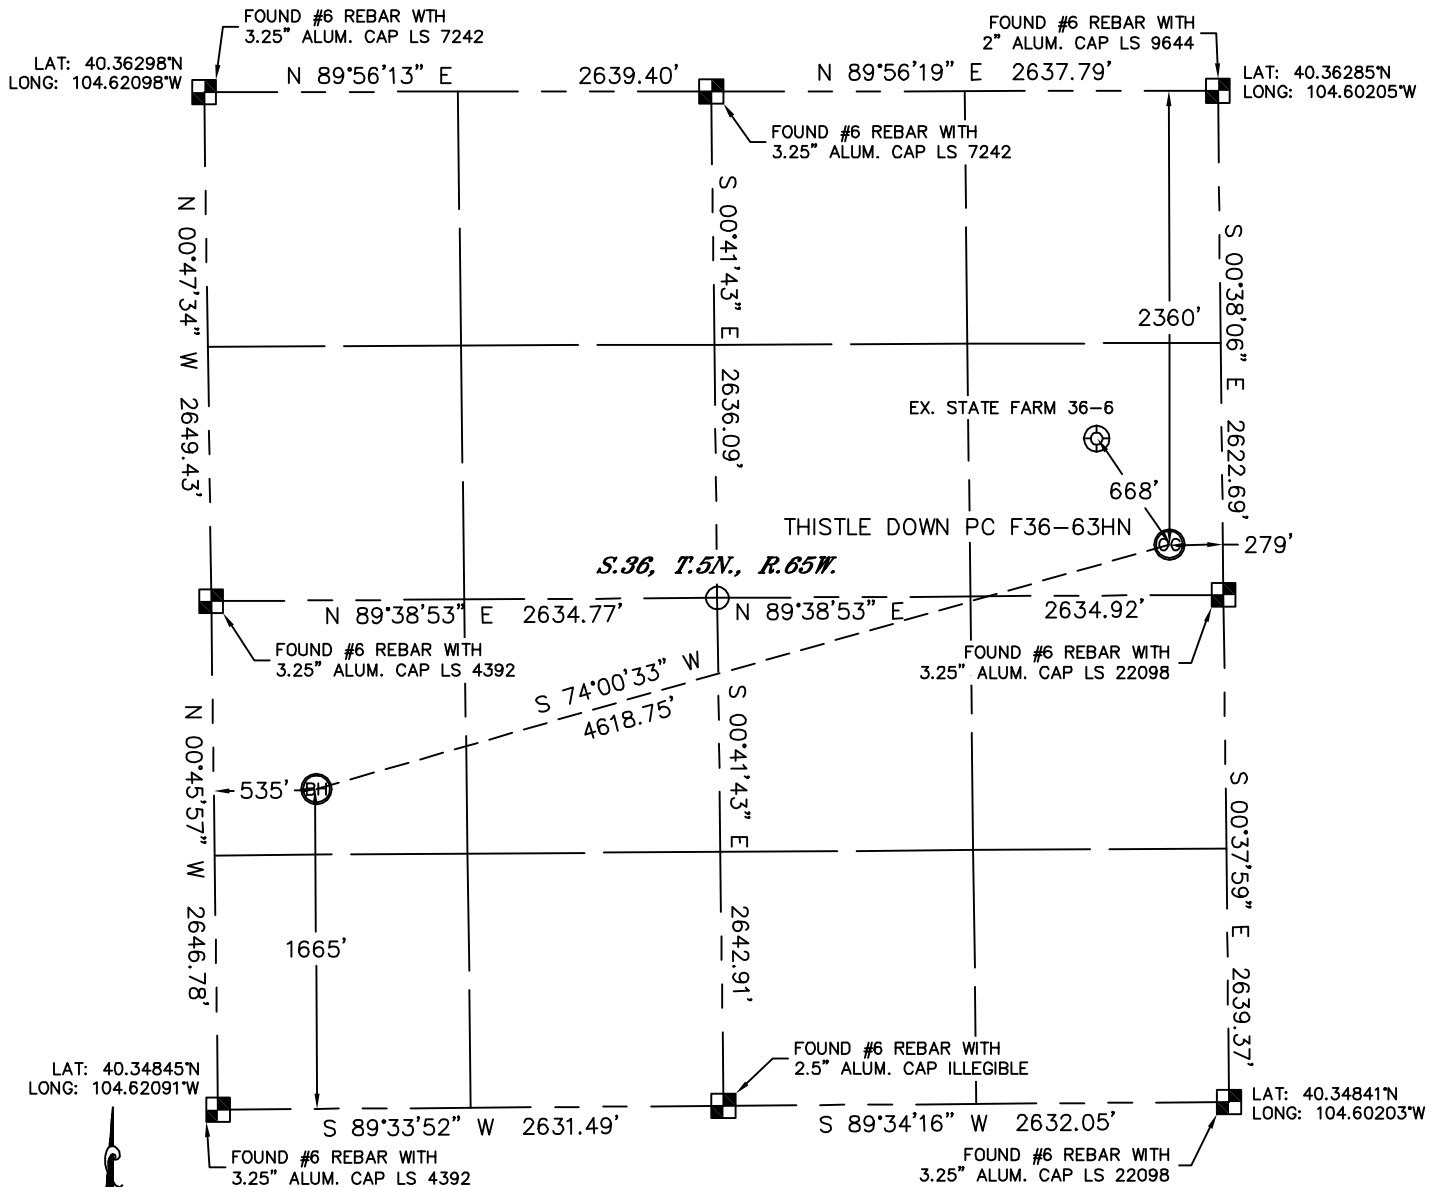 FOUND #6 REBAR WTH
3.25" ALUM. CAP LS 7242
LAT: 40.36298°N
LONG: 104.62098°W
N 89°56'13" E 2639.40'
N 89°56'19" E 2637.79'
FOUND #6 REBAR WITH
2" ALUM. CAP LS 9644
LAT: 40.36285°N
LONG: 104.60205°W
FOUND #6 REBAR WITH
3.25" ALUM. CAP LS 7242
N 00°47'34" W 2649.43'
S 00°41'43" E 2636.09'
S 00°38'06" E 2622.69'
2360'
EX. STATE FARM 36-6
668'
THISTLE DOWN PC F36-63HN
279'
S.36, T.5N., R.65W.
N 89°38'53" E 2634.77'
N 89°38'53" E 2634.92'
FOUND #6 REBAR WITH
3.25" ALUM. CAP LS 4392
FOUND #6 REBAR WITH
3.25" ALUM. CAP LS 22098
S 74°00'33" W
4618.75'
N 00°45'57" W 2646.78'
S 00°41'43" E 2642.91'
S 00°37'59" E 2639.37'
535'
BH
1665'
FOUND #6 REBAR WITH
2.5" ALUM. CAP ILLEGIBLE
LAT: 40.34845°N
LONG: 104.62091°W
LAT: 40.34841°N
LONG: 104.60203°W
S 89°33'52" W 2631.49'
S 89°34'16" W 2632.05'
FOUND #6 REBAR WITH
3.25" ALUM. CAP LS 4392
FOUND #6 REBAR WITH
3.25" ALUM. CAP LS 22098